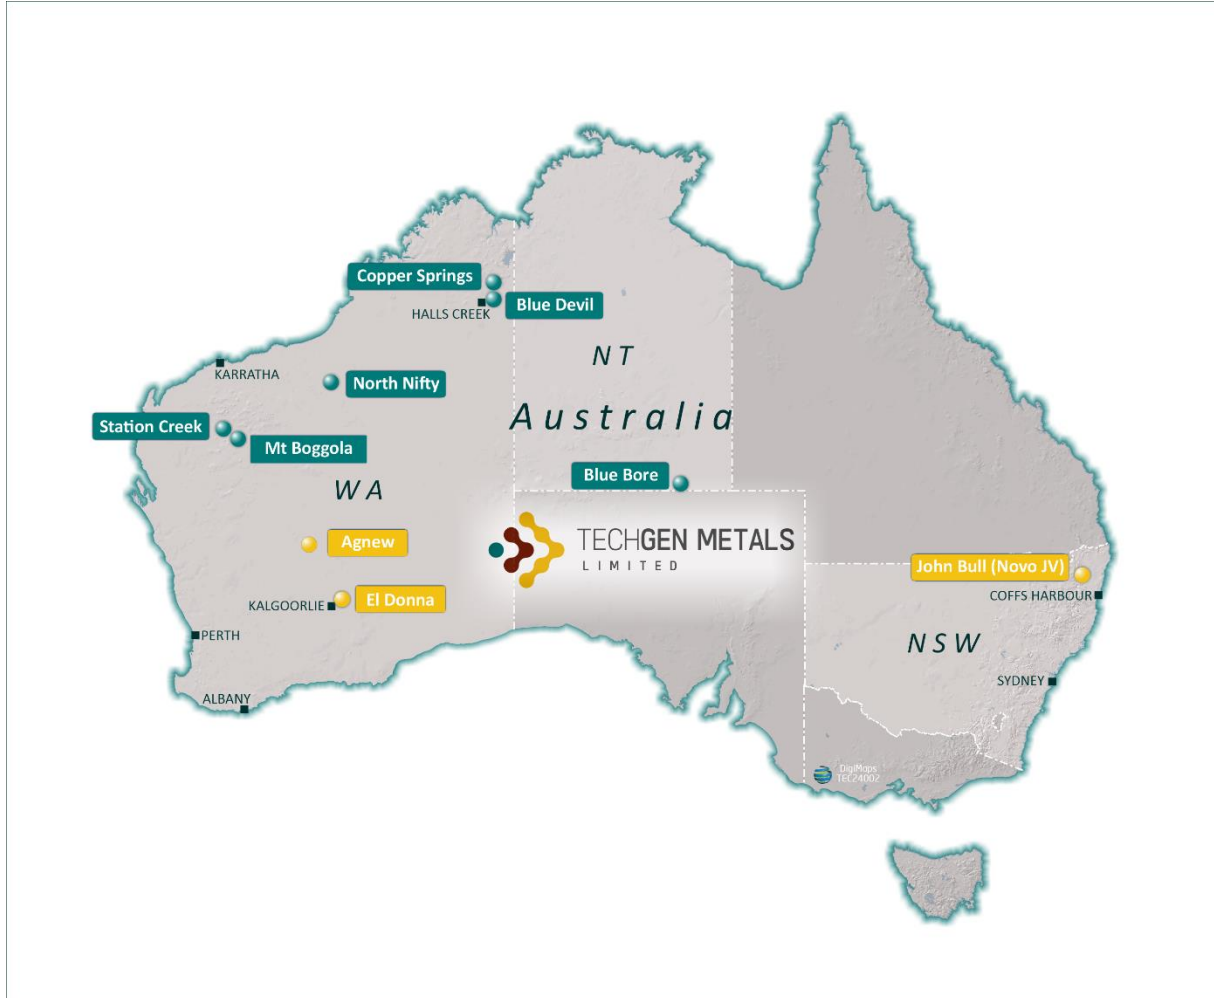 Copper Springs
Blue Devil
HALLS CREEK
NT
KARRATHA
North Nifty
Australia
Station Creek
Mt Boggola
Blue Bore
WA
TECHGEN METALS
LIMITED
Agnew
John Bull (Novo JV)
COFFS HARBOUR
El Donna
KALGOORLIE
PERTH
NSW
SYDNEY
ALBANY
DigiMaps
TEC24002